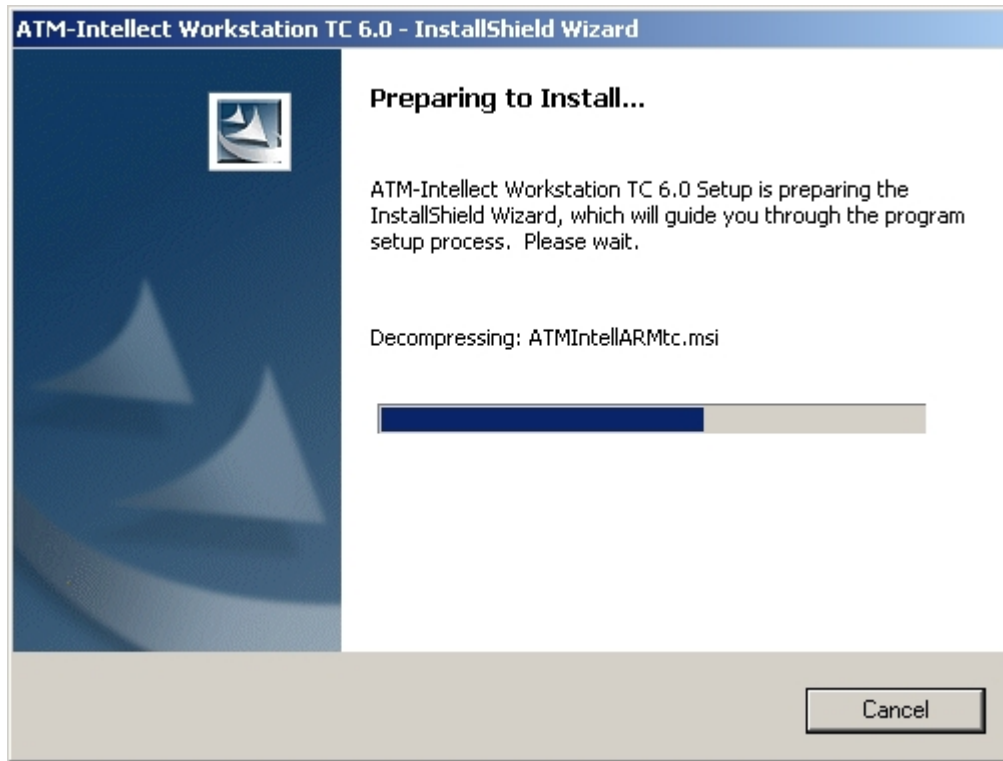 ATM-Intellect Workstation TC 6.0 - InstallShield Wizard
Preparing to Install...
ATM-Intellect Workstation TC 6.0 Setup is preparing the
InstallShield Wizard, which will guide you through the program
setup process.  Please wait.
Decompressing: ATMIntellARMtc.msi
Cancel